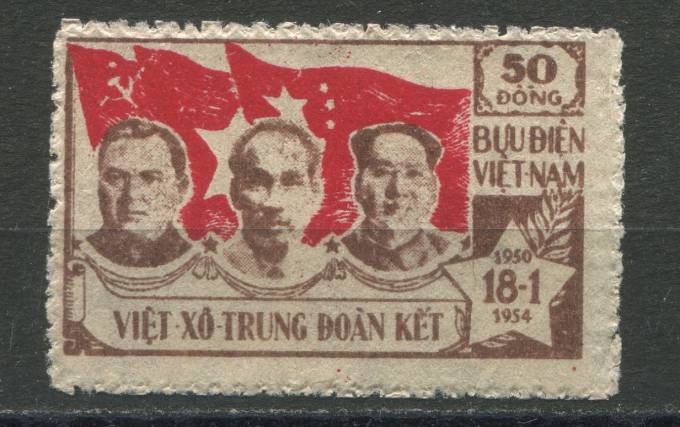 50
ĐỒNG
BƯU ĐIỆN
VIỆT-NAM
1950
18-1
1954
VIỆT·XÔ·TRUNG ĐOÀN KẾT